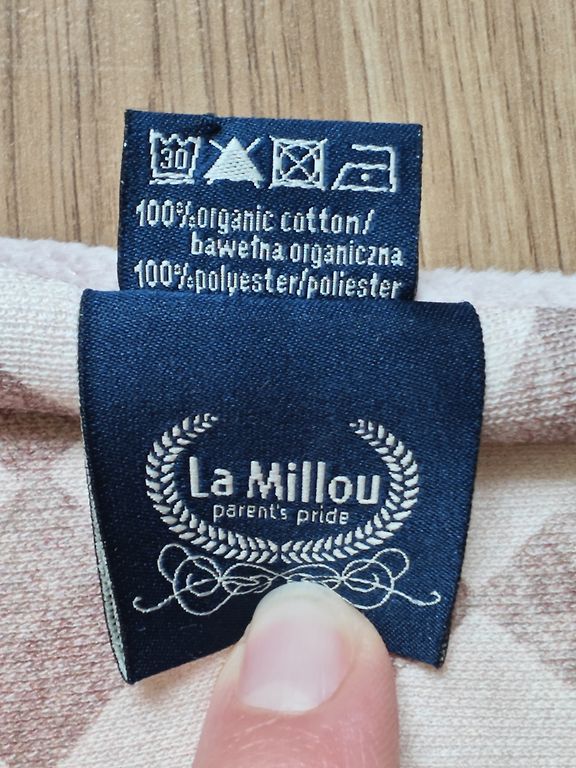 30
100% organic cotton/
bawełna organiczna
100% polyester/poliester
La Millou
parent's pride